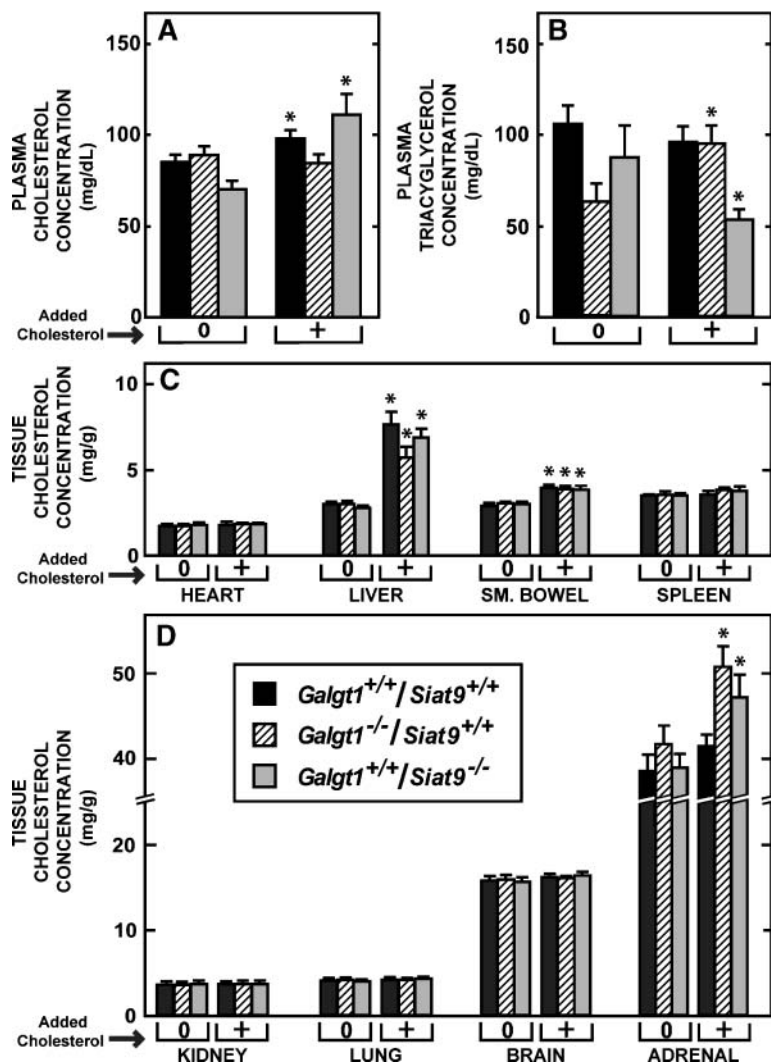 A
PLASMA
CHOLESTEROL
CONCENTRATION
(mg/dL)
150
100
50
0
*
*
Added
Cholesterol
0
+
B
PLASMA
TRIACYGLYCEROL
CONCENTRATION
(mg/dL)
150
100
50
0
*
*
0
+
C
TISSUE
CHOLESTEROL
CONCENTRATION
(mg/g)
10
5
0
* * *
* * *
Added
Cholesterol
0 + 0 + 0 + 0 +
HEART LIVER SM. BOWEL SPLEEN
D
TISSUE
CHOLESTEROL
CONCENTRATION
(mg/g)
50
40
20
10
0
Galgt1+/+/Siat9+/+
Galgt1-/-/Siat9+/+
Galgt1+/+/Siat9-/-
* *
Added
Cholesterol
0 + 0 + 0 + 0 +
KIDNEY LUNG BRAIN ADRENAL